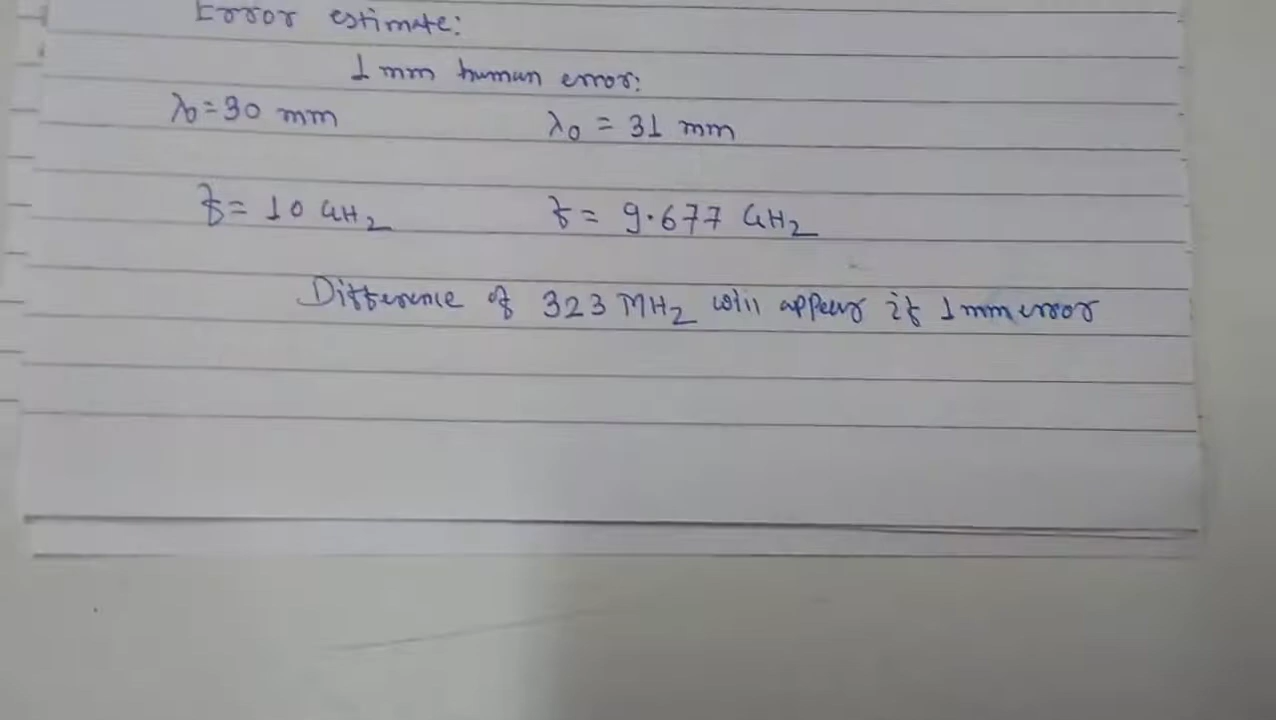 Error estimate:
1 mm human error:
λ0 = 30 mm λ0 = 31 mm
f = 10 GHz f = 9.677 GHz
Difference of 323 MHz will appear if 1 mm error